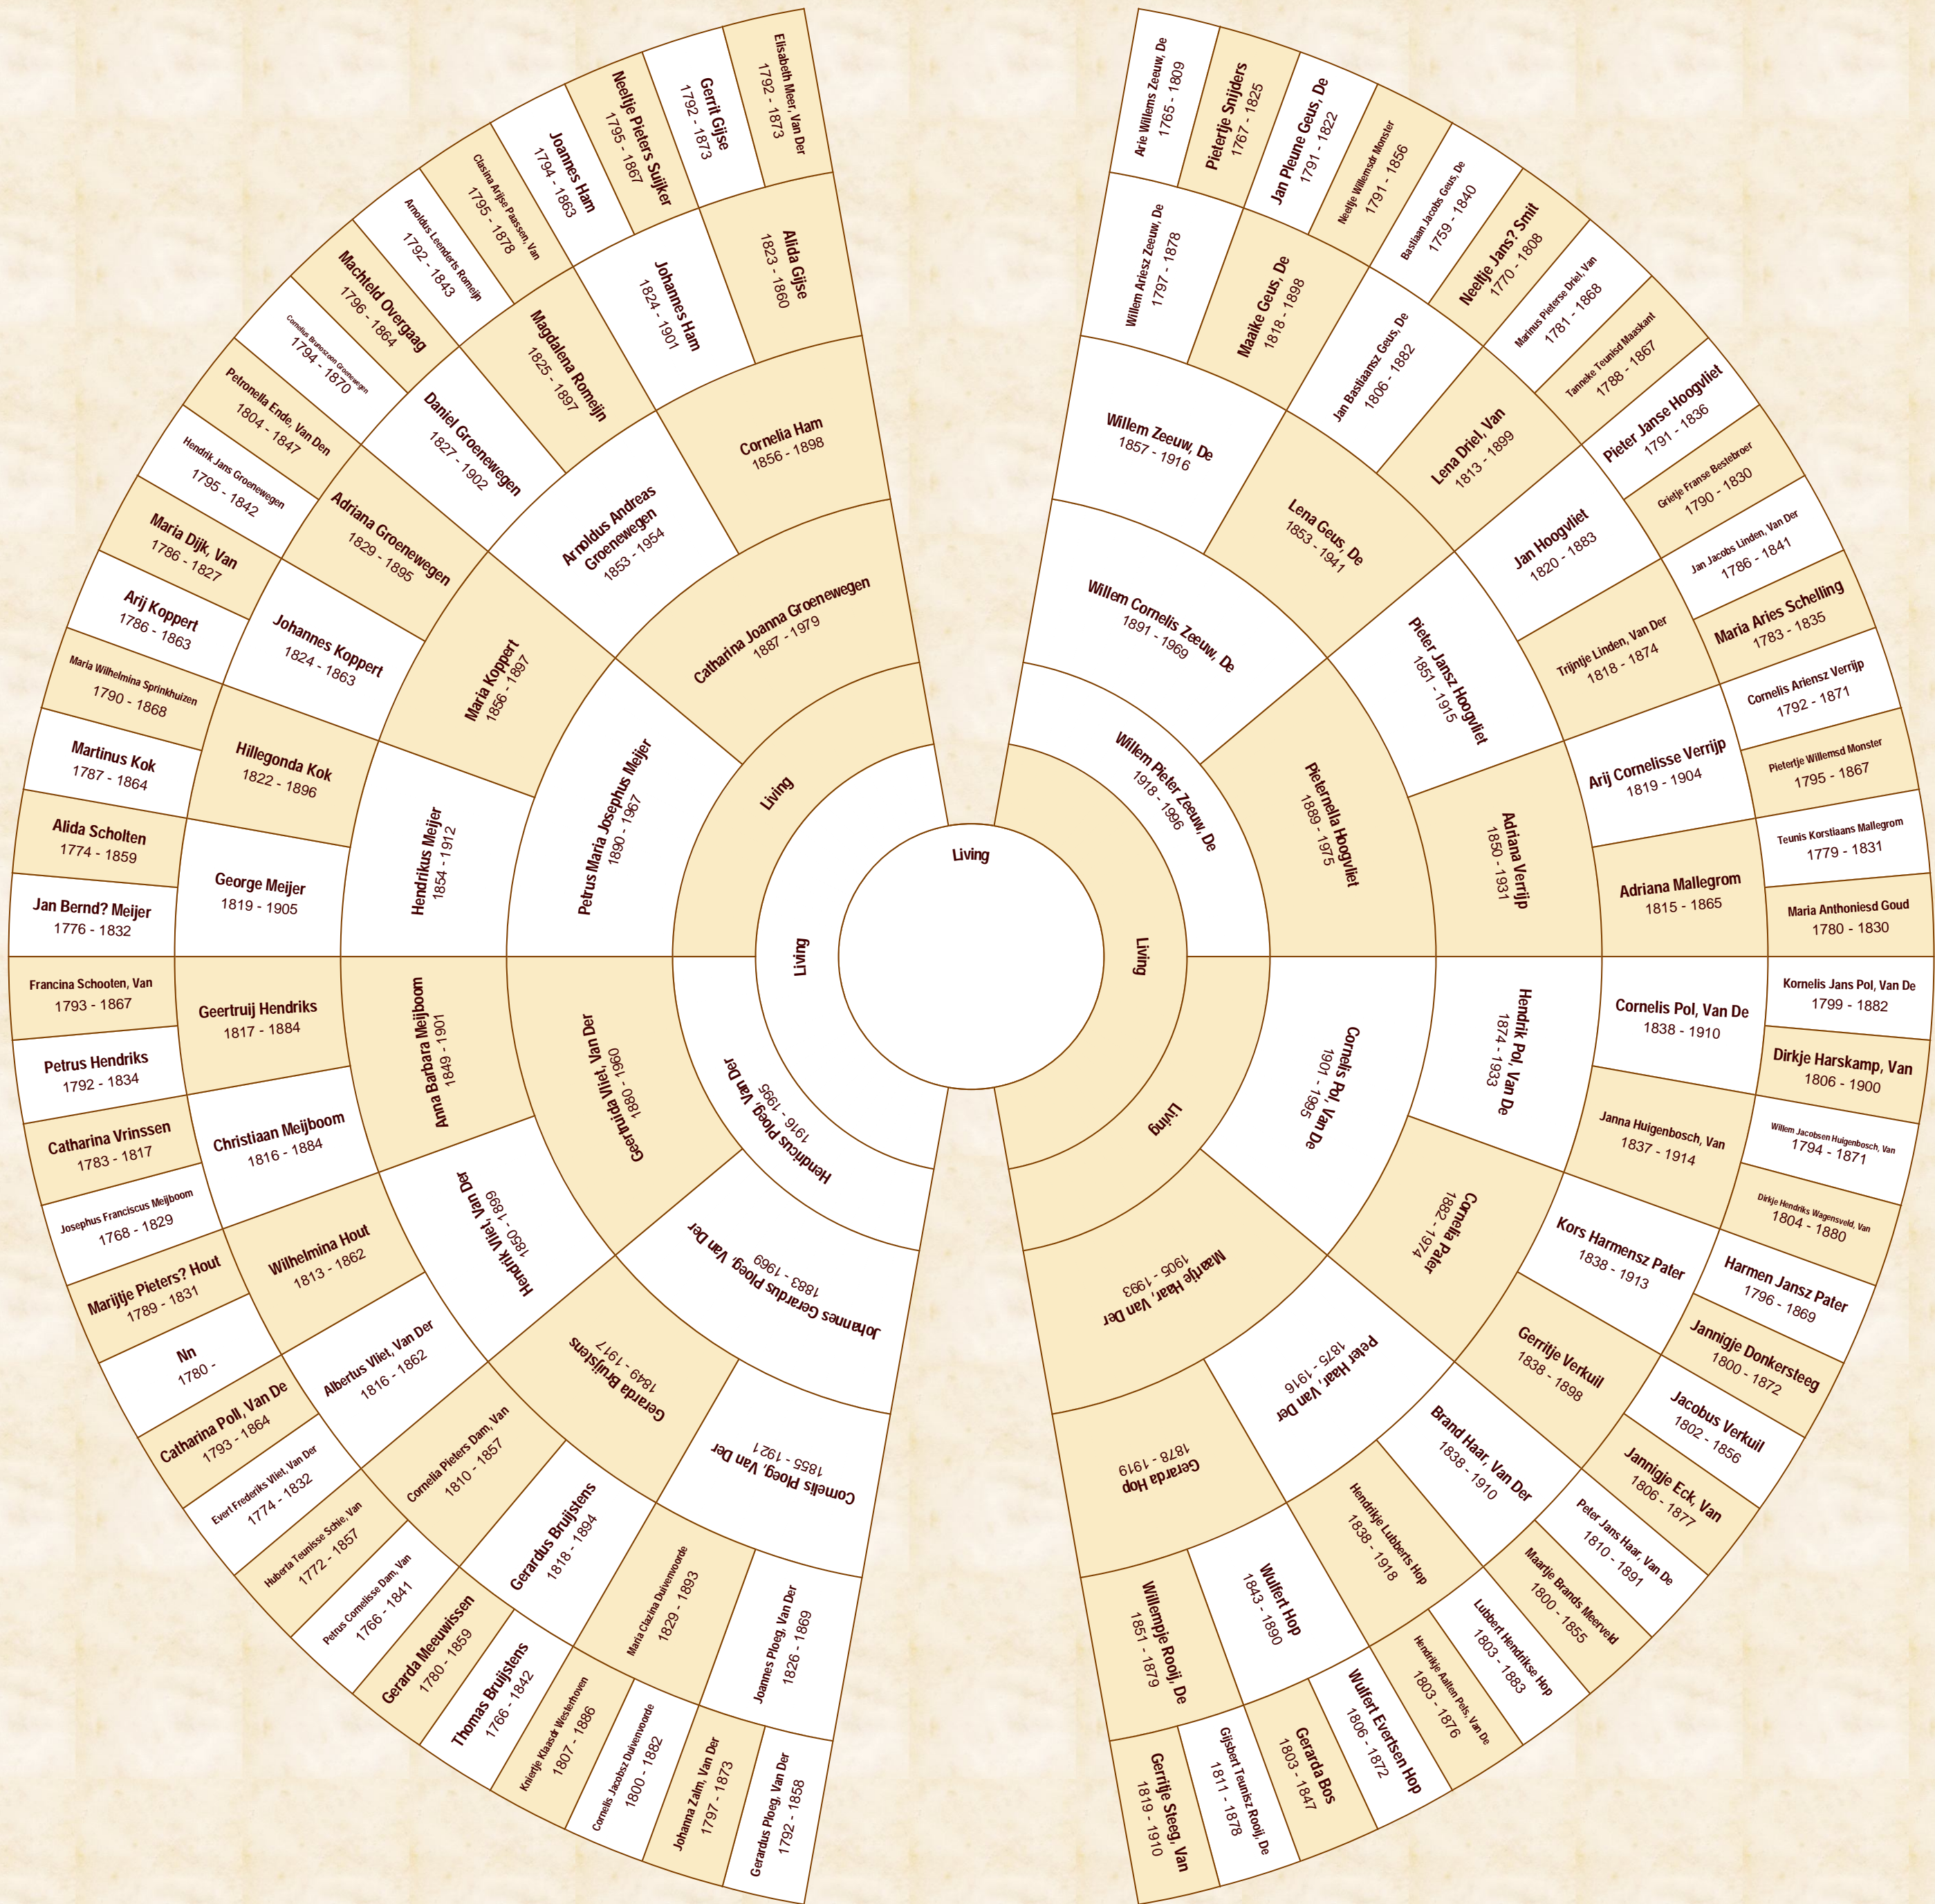 Living
Living
Living
Living
Hendricus Ploeg, Van Der
1916 - 1995
Willem Pieter Zeeuw, De
1918 - 1996
Living
Catharina Joanna Groenewegen
1887 - 1979
Petrus Maria Josephus Meijer
1890 - 1967
Geertruida Vliet, Van Der
1880 - 1960
Johannes Gerardus Ploeg, Van Der
1883 - 1969
Willem Cornelis Zeeuw, De
1891 - 1969
Pieternella Hoogvliet
1889 - 1975
Cornelis Pol, Van De
1901 - 1995
Maartje Haar, Van Der
1905 - 1993
Cornelia Ham
1856 - 1898
Arnoldus Andreas
Groenewegen
1853 - 1954
Maria Koppert
1856 - 1897
Hendrikus Meijer
1854 - 1912
Anna Barbara Meijboom
1849 - 1901
Hendrik Vliet, Van Der
1850 - 1899
Gerarda Bruijstens
1849 - 1917
Cornelis Ploeg, Van Der
1855 - 1921
Willem Zeeuw, De
1857 - 1916
Lena Geus, De
1853 - 1941
Pieter Jansz Hoogvliet
1851 - 1915
Adriana Verrijp
1850 - 1931
Hendrik Pol, Van De
1874 - 1933
Cornelia Pater
1882 - 1974
Peter Haar, Van Der
1875 - 1916
Gerarda Hop
1878 - 1919
Alida Gijse
1823 - 1860
Johannes Ham
1824 - 1901
Magdalena Romeijn
1825 - 1897
Daniel Groenewegen
1827 - 1902
Adriana Groenewegen
1829 - 1895
Johannes Koppert
1824 - 1863
Hillegonda Kok
1822 - 1896
George Meijer
1819 - 1905
Geertruij Hendriks
1817 - 1884
Christiaan Meijboom
1816 - 1884
Wilhelmina Hout
1813 - 1862
Albertus Vliet, Van Der
1816 - 1862
Cornelia Pieters Dam, Van
1810 - 1857
Gerardus Bruijstens
1818 - 1894
Maria Clazina Duivenvoorde
1829 - 1893
Joannes Ploeg, Van Der
1826 - 1869
Willem Ariesz Zeeuw, De
1797 - 1878
Maaike Geus, De
1818 - 1898
Jan Bastiaansz Geus, De
1806 - 1882
Lena Driel, Van
1813 - 1899
Jan Hoogvliet
1820 - 1883
Trijntje Linden, Van Der
1818 - 1874
Arij Cornelisse Verrijp
1819 - 1904
Adriana Mallegrom
1815 - 1865
Cornelis Pol, Van De
1838 - 1910
Janna Huigenbosch, Van
1837 - 1914
Kors Harmensz Pater
1838 - 1913
Gerritje Verkuil
1838 - 1898
Brand Haar, Van Der
1838 - 1910
Hendrikje Lubberts Hop
1838 - 1918
Wulfert Hop
1843 - 1890
Willempje Rooij, De
1851 - 1879
Elisabeth Meer, Van Der
1792 - 1873
Gerrit Gijse
1792 - 1873
Neeltje Pieters Suijker
1795 - 1867
Joannes Ham
1794 - 1863
Clasina Arijse Paassen, Van
1795 - 1878
Arnoldus Leenderts Romeijn
1792 - 1843
Machteld Overgaag
1796 - 1864
Cornelius Brunesroon Groenewegen
1794 - 1870
Petronella Ende, Van Den
1804 - 1847
Hendrik Jans Groenewegen
1795 - 1842
Maria Dijk, Van
1786 - 1827
Arij Koppert
1786 - 1863
Maria Wilhelmina Sprinkhuizen
1790 - 1868
Martinus Kok
1787 - 1864
Alida Scholten
1774 - 1859
Jan Bernd? Meijer
1776 - 1832
Francina Schooten, Van
1793 - 1867
Petrus Hendriks
1792 - 1834
Catharina Vrinssen
1783 - 1817
Josephus Franciscus Meijboom
1768 - 1829
Marijtje Pieters? Hout
1789 - 1831
Nn
1780 -
Catharina Poll, Van De
1793 - 1864
Evert Frederiks Vliet, Van Der
1774 - 1832
Huberta Teunisse Schie, Van
1772 - 1857
Petrus Cornelisse Dam, Van
1766 - 1841
Gerarda Meeuwissen
1780 - 1859
Thomas Bruijstens
1766 - 1842
Kniertje Klaasdr Westerhoven
1807 - 1886
Cornelis Jacobsz Duivenvoorde
1800 - 1882
Johanna Zalm, Van Der
1797 - 1873
Gerardus Ploeg, Van Der
1792 - 1858
Arie Willems Zeeuw, De
1765 - 1809
Pietertje Snijders
1767 - 1825
Jan Pleune Geus, De
1791 - 1822
Neeltje Willemsdr Monster
1791 - 1856
Bastiaan Jacobs Geus, De
1759 - 1840
Neeltje Jans? Smit
1770 - 1808
Marinus Pieterse Driel, Van
1781 - 1868
Tanneke Teunisd Maaskant
1788 - 1867
Pieter Janse Hoogvliet
1791 - 1836
Grietje Franse Bestebroer
1790 - 1830
Jan Jacobs Linden, Van Der
1786 - 1841
Maria Aries Schelling
1783 - 1835
Cornelis Ariensz Verrijp
1792 - 1871
Pietertje Willemsd Monster
1795 - 1867
Teunis Korstiaans Mallegrom
1779 - 1831
Maria Anthoniesd Goud
1780 - 1830
Kornelis Jans Pol, Van De
1799 - 1882
Dirkje Harskamp, Van
1806 - 1900
Willem Jacobsen Huigenbosch, Van
1794 - 1871
Dirkje Hendriks Wagensveld, Van
1804 - 1880
Harmen Jansz Pater
1796 - 1869
Jannigje Donkersteeg
1800 - 1872
Jacobus Verkuil
1802 - 1856
Jannigje Eck, Van
1806 - 1877
Peter Jans Haar, Van De
1810 - 1891
Maartje Brands Meerveld
1800 - 1855
Lubbert Hendrikse Hop
1803 - 1883
Hendrikje Aalten Pels, Van De
1803 - 1876
Wulfert Evertsen Hop
1806 - 1872
Gerarda Bos
1803 - 1847
Gijsbert Teunisz Rooij, De
1811 - 1878
Gerritje Steeg, Van
1819 - 1910